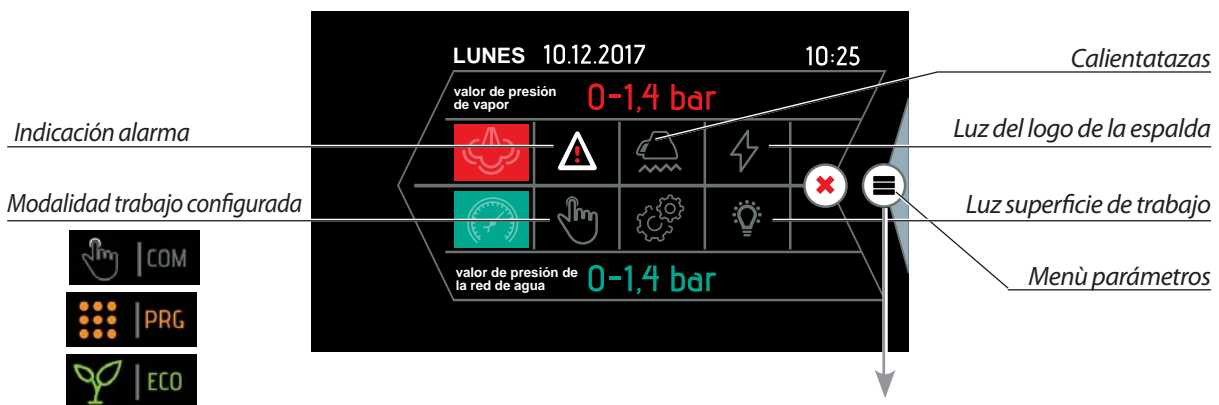 LUNES 10.12.2017 10:25
valor de presión
de vapor 0-1,4 bar
Calientatazas
Indicación alarma
Luz del logo de la espalda
Modalidad trabajo configurada
Luz superficie de trabajo
COM
valor de presión de
la red de agua 0-1,4 bar
Menù parámetros
PRG
ECO